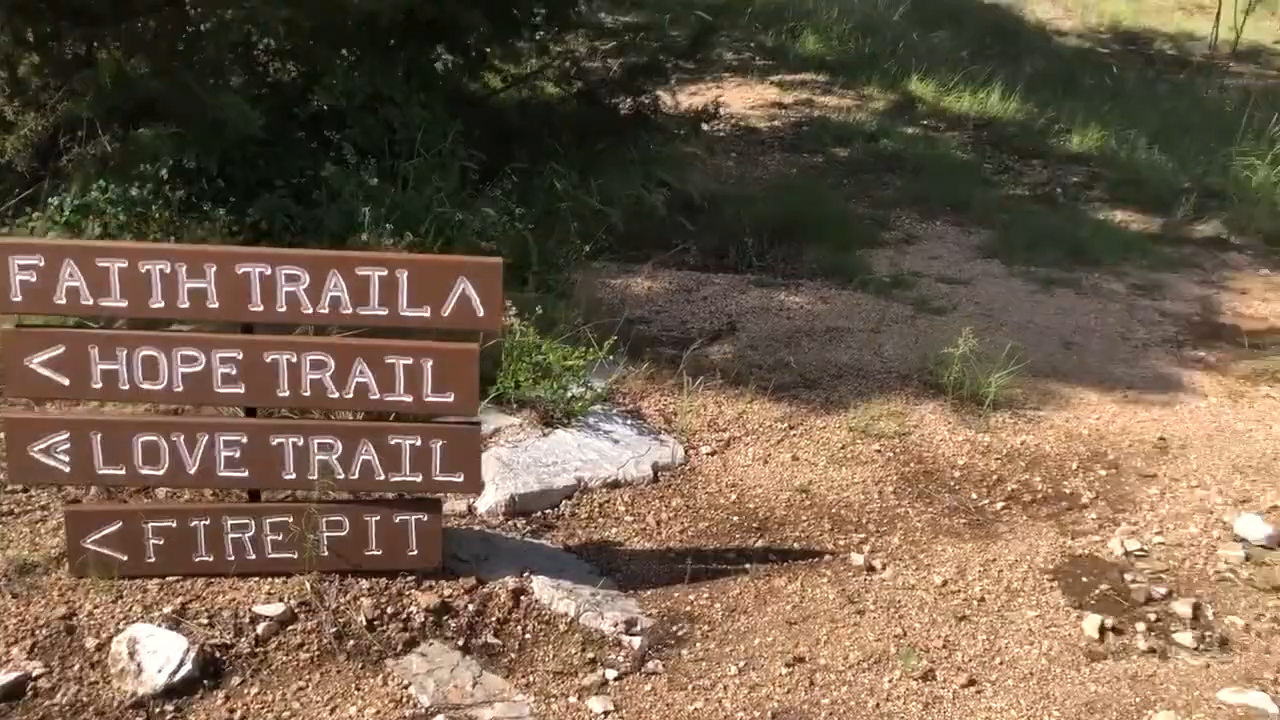 FAITH TRAIL ^
< HOPE TRAIL
<< LOVE TRAIL
< FIRE PIT